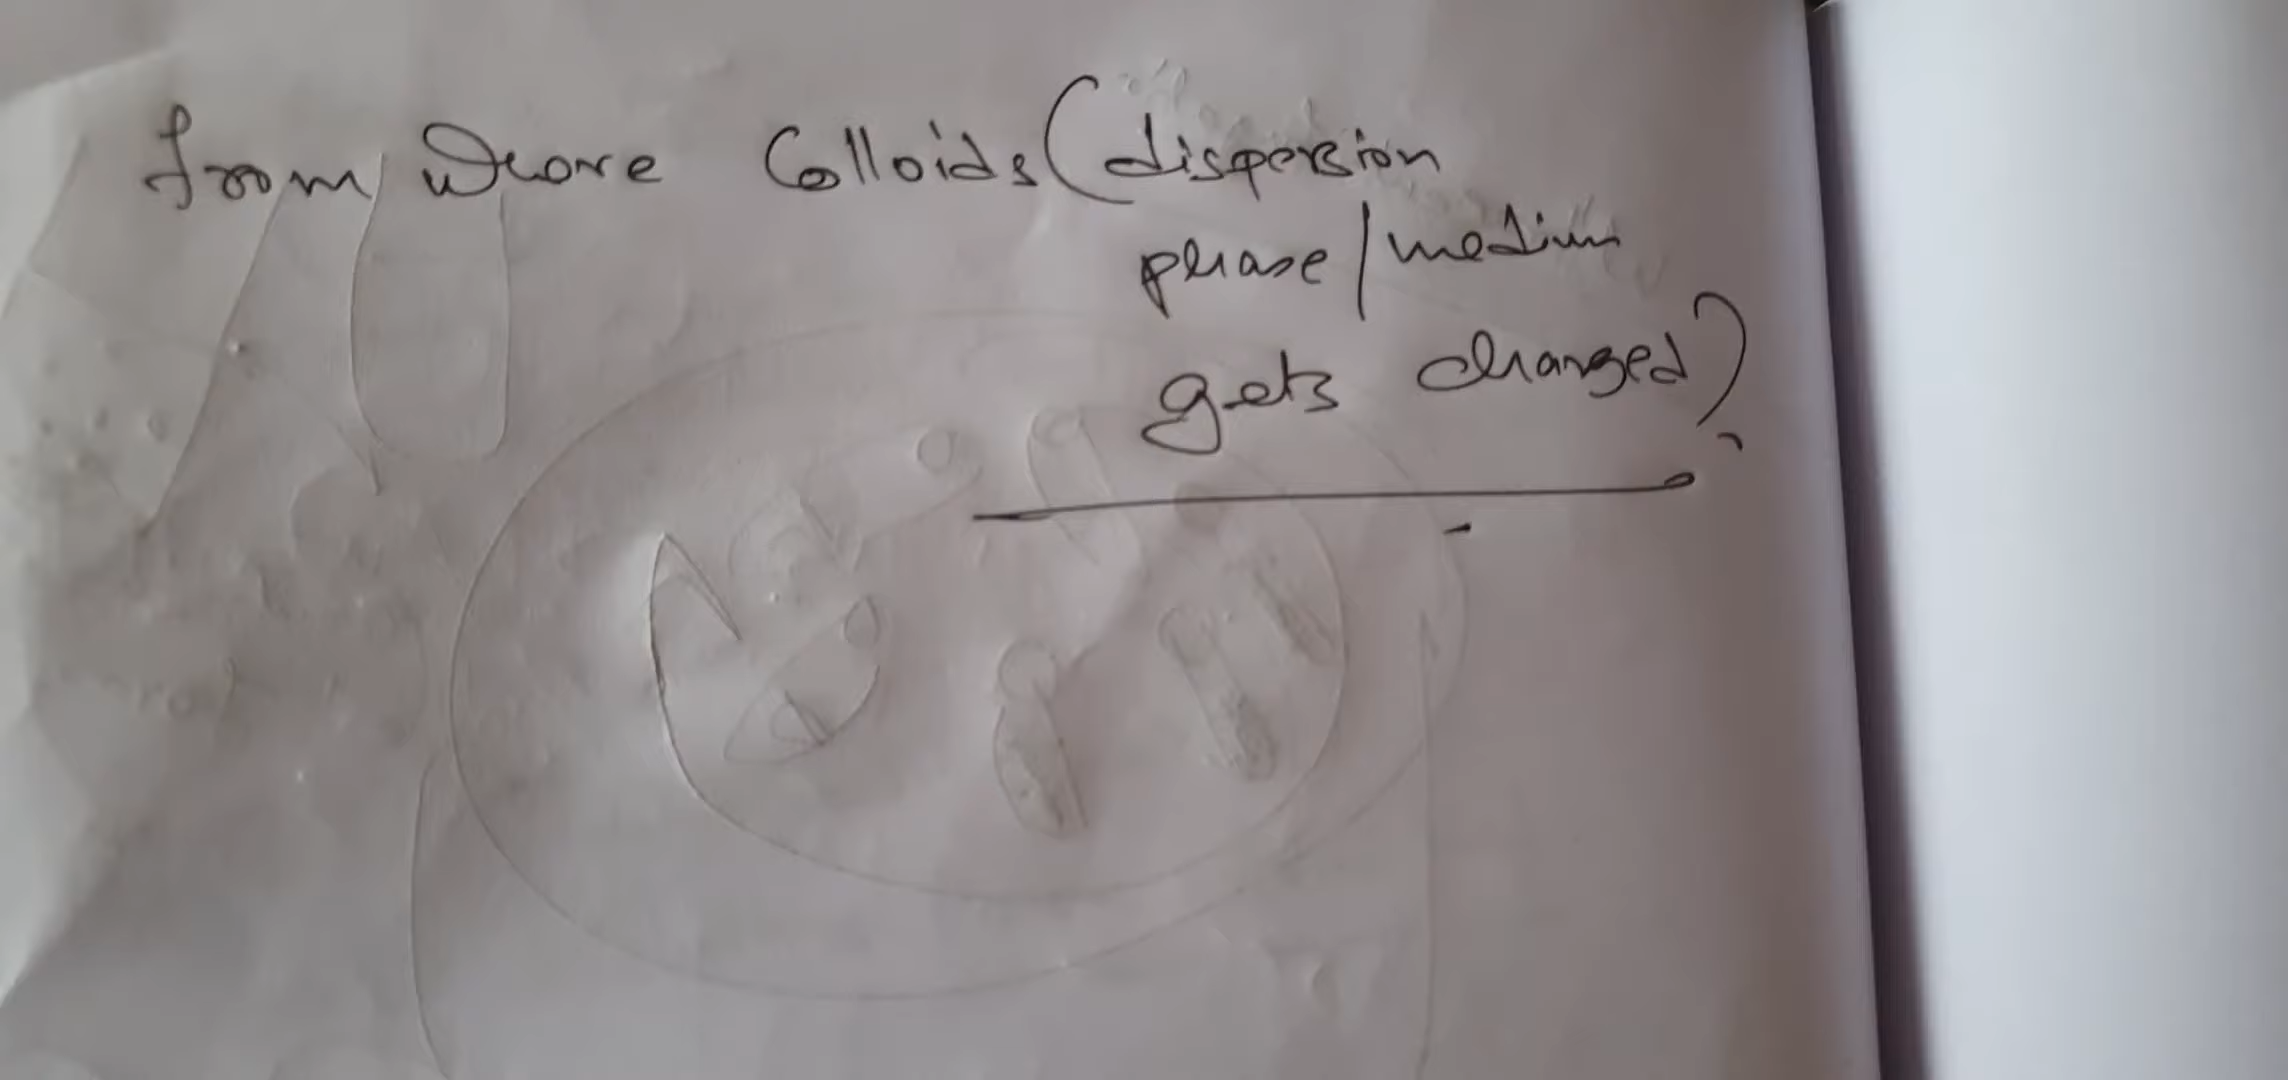 from where Colloids (dispersion
phase / medium
gets changed)